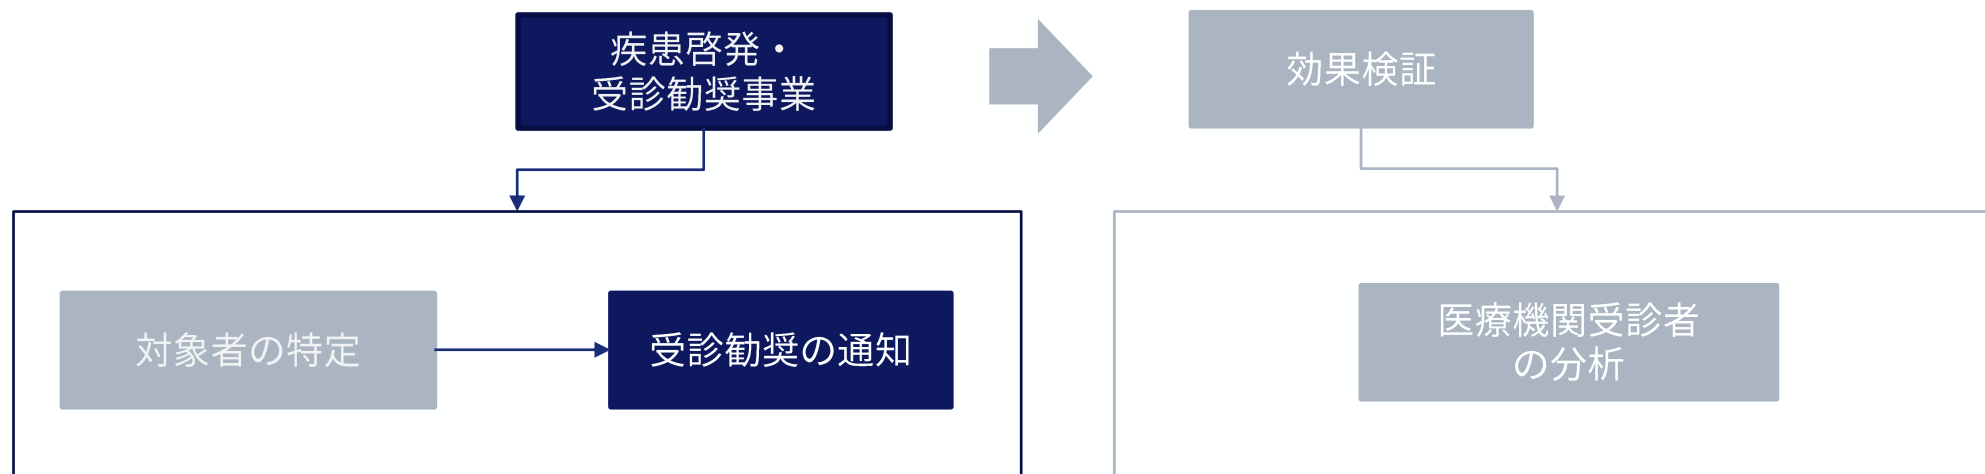 疾患啓発・
受診勧奨事業
効果検証
対象者の特定
受診勧奨の通知
医療機関受診者
の分析